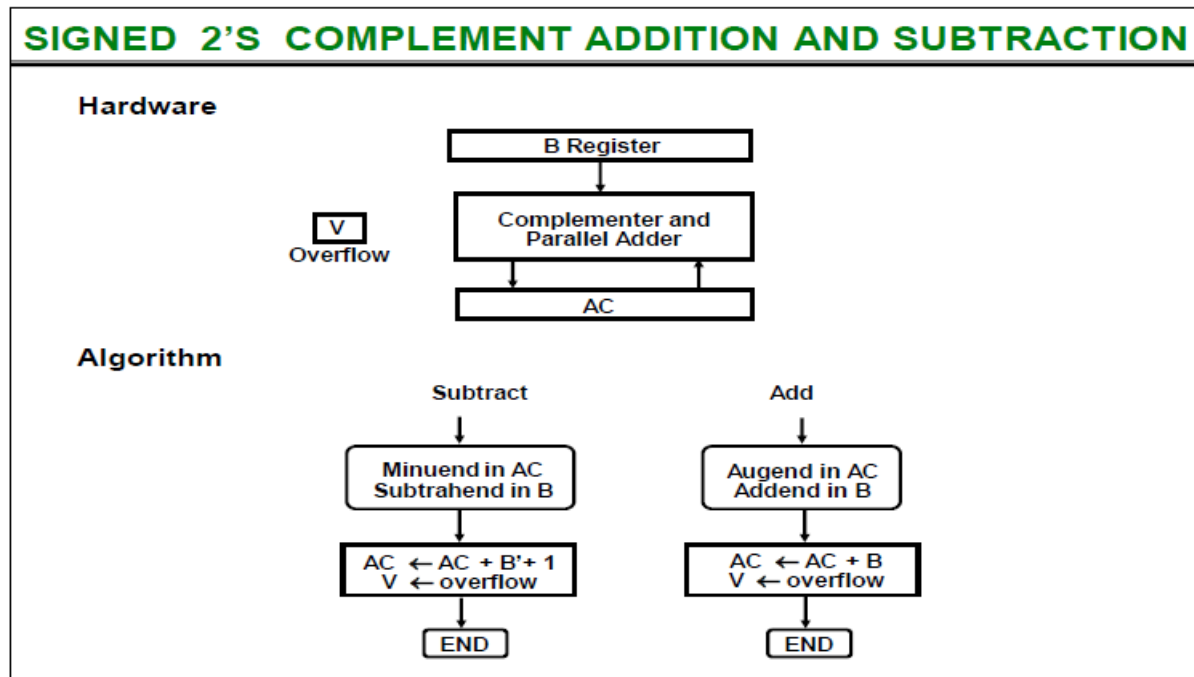 SIGNED 2'S COMPLEMENT ADDITION AND SUBTRACTION
Hardware
B Register
Complementer and
Parallel Adder
V
Overflow
AC
Algorithm
Subtract
Add
Minuend in AC
Subtrahend in B
Augend in AC
Addend in B
AC ← AC + B'+ 1
V ← overflow
AC ← AC + B
V ← overflow
END
END